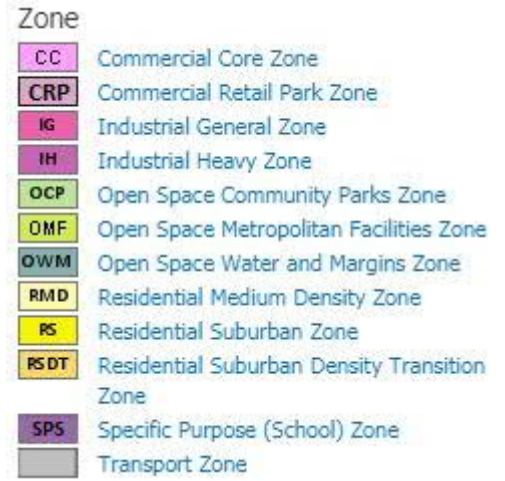 Zone
CC Commercial Core Zone
CRP Commercial Retail Park Zone
IG Industrial General Zone
IH Industrial Heavy Zone
OCP Open Space Community Parks Zone
OMF Open Space Metropolitan Facilities Zone
OWM Open Space Water and Margins Zone
RMD Residential Medium Density Zone
RS Residential Suburban Zone
RSDT Residential Suburban Density Transition
Zone
SPS Specific Purpose (School) Zone
Transport Zone